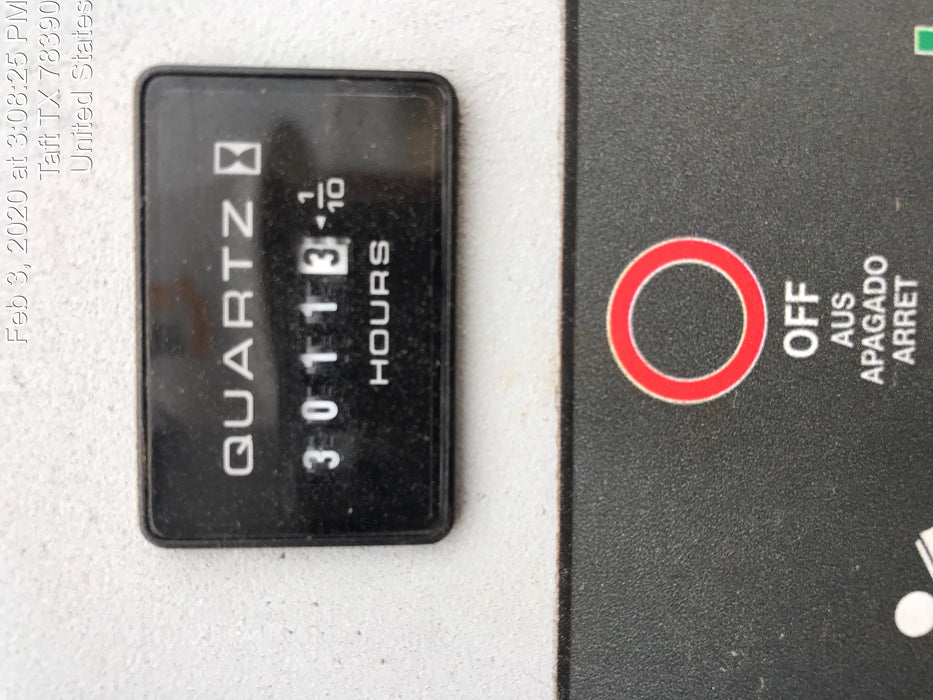 Feb 3, 2020 at 3:08:25 PM
Taft TX 78390
United States
QUARTZ
3 0 1 1 3
1/10
HOURS
OFF
AUS
APAGADO
ARRET